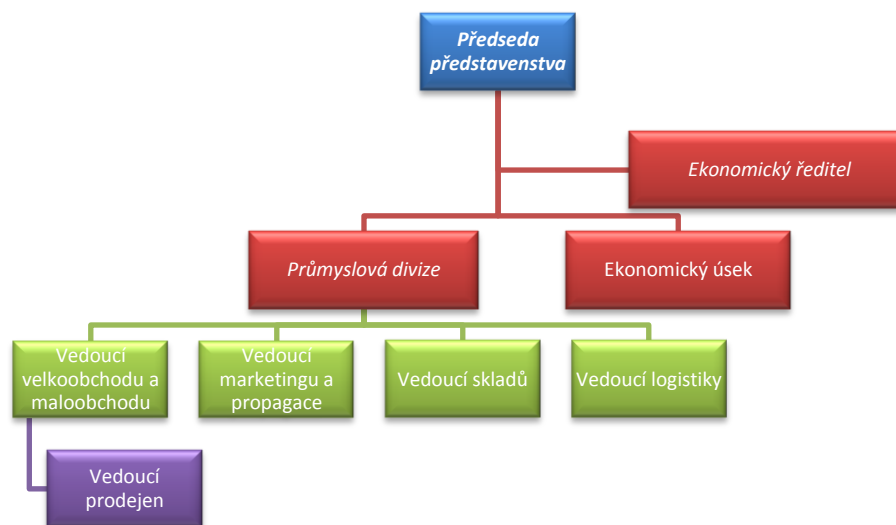 Předseda
představenstva
Ekonomický ředitel
Průmyslová divize
Ekonomický úsek
Vedoucí
velkoobchodu a
maloobchodu
Vedoucí
marketingu a
propagace
Vedoucí skladů
Vedoucí logistiky
Vedoucí
prodejen